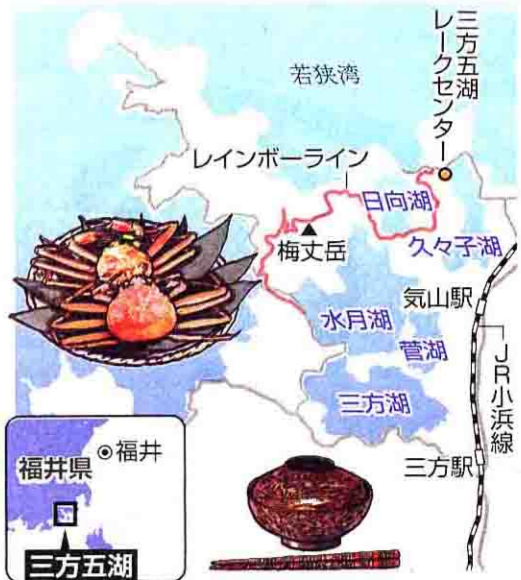 若狭湾
三方五湖
レークセンター
レインボーライン
日向湖
梅丈岳
久々子湖
気山駅
水月湖
菅湖
JR小浜線
三方湖
三方駅
福井
福井県
三方五湖